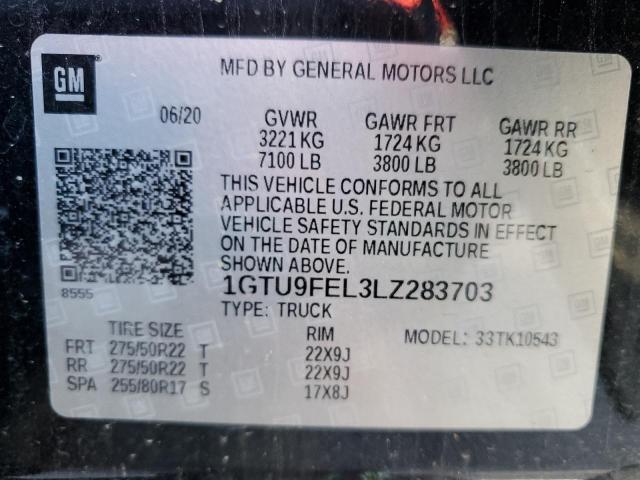 GM
MFD BY GENERAL MOTORS LLC
06/20 GVWR GAWR FRT GAWR RR
3221 KG 1724 KG 1724 KG
7100 LB 3800 LB 3800 LB
THIS VEHICLE CONFORMS TO ALL
APPLICABLE U.S. FEDERAL MOTOR
VEHICLE SAFETY STANDARDS IN EFFECT
ON THE DATE OF MANUFACTURE
SHOWN ABOVE.
8555
1GTU9FEL3LZ283703
TYPE: TRUCK
TIRE SIZE RIM MODEL: 33TK10543
FRT 275/50R22 T 22X9J
RR 275/50R22 T 22X9J
SPA 255/80R17 S 17X8J